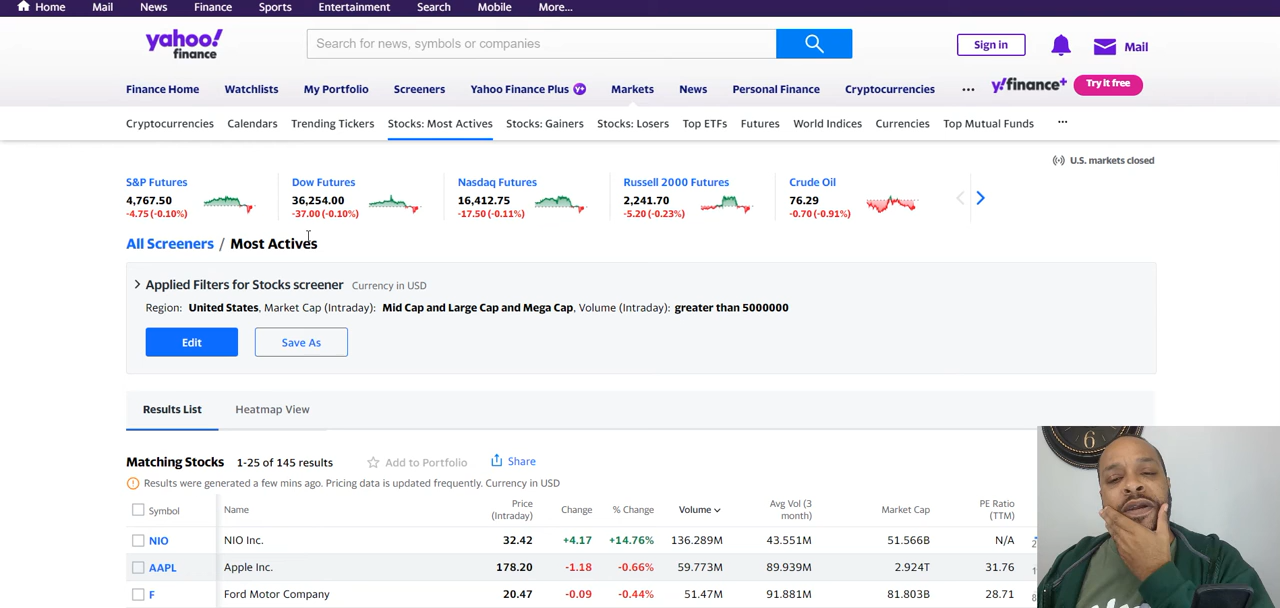 Home Mail News Finance Sports Entertainment Search Mobile More...
yahoo! finance
Search for news, symbols or companies
Sign in
Mail
Finance Home Watchlists My Portfolio Screeners Yahoo Finance Plus Y+ Markets News Personal Finance Cryptocurrencies ... y!finance+ Try it free
Cryptocurrencies Calendars Trending Tickers Stocks: Most Actives Stocks: Gainers Stocks: Losers Top ETFs Futures World Indices Currencies Top Mutual Funds ...
U.S. markets closed
S&P Futures Dow Futures Nasdaq Futures Russell 2000 Futures Crude Oil
4,767.50 36,254.00 16,412.75 2,241.70 76.29
-4.75 (-0.10%) -37.00 (-0.10%) -17.50 (-0.11%) -5.20 (-0.23%) -0.70 (-0.91%)
All Screeners / Most Actives
Applied Filters for Stocks screener Currency in USD
Region: United States, Market Cap (Intraday): Mid Cap and Large Cap and Mega Cap, Volume (Intraday): greater than 5000000
Edit Save As
Results List Heatmap View
Matching Stocks 1-25 of 145 results Add to Portfolio Share
Results were generated a few mins ago. Pricing data is updated frequently. Currency in USD
Symbol Name Price (Intraday) Change % Change Volume Avg Vol (3 month) Market Cap PE Ratio (TTM)
NIO NIO Inc. 32.42 +4.17 +14.76% 136.289M 43.551M 51.566B N/A
AAPL Apple Inc. 178.20 -1.18 -0.66% 59.773M 89.939M 2.924T 31.76
F Ford Motor Company 20.47 -0.09 -0.44% 51.47M 91.881M 81.803B 28.71
6